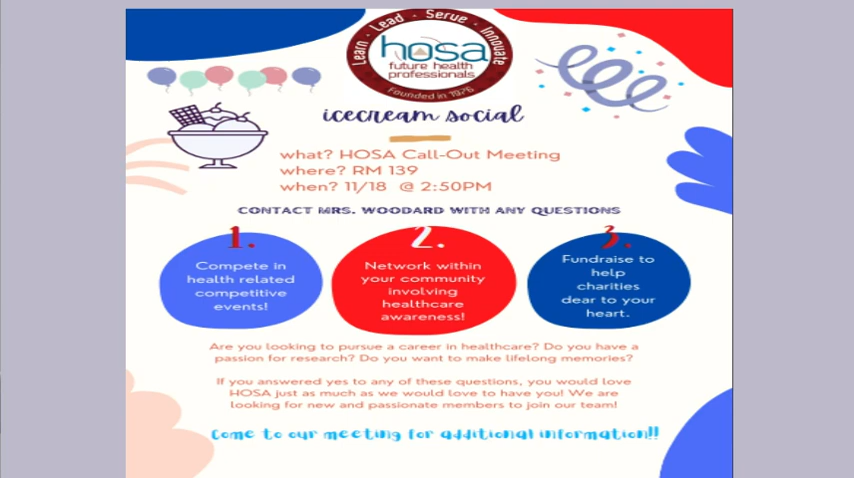 Learn · Lead · Serve · Innovate
hosa
future health
professionals
Founded in 1976
icecream social
what? HOSA Call-Out Meeting
where? RM 139
when? 11/18 @ 2:50PM
CONTACT MRS. WOODARD WITH ANY QUESTIONS
1.
Compete in
health related
competitive
events!
2.
Network within
your community
involving
healthcare
awareness!
3.
Fundraise to
help
charities
dear to your
heart.
Are you looking to pursue a career in healthcare? Do you have a
passion for research? Do you want to make lifelong memories?
If you answered yes to any of these questions, you would love
HOSA just as much as we would love to have you! We are
looking for new and passionate members to join our team!
Come to our meeting for additional information!!